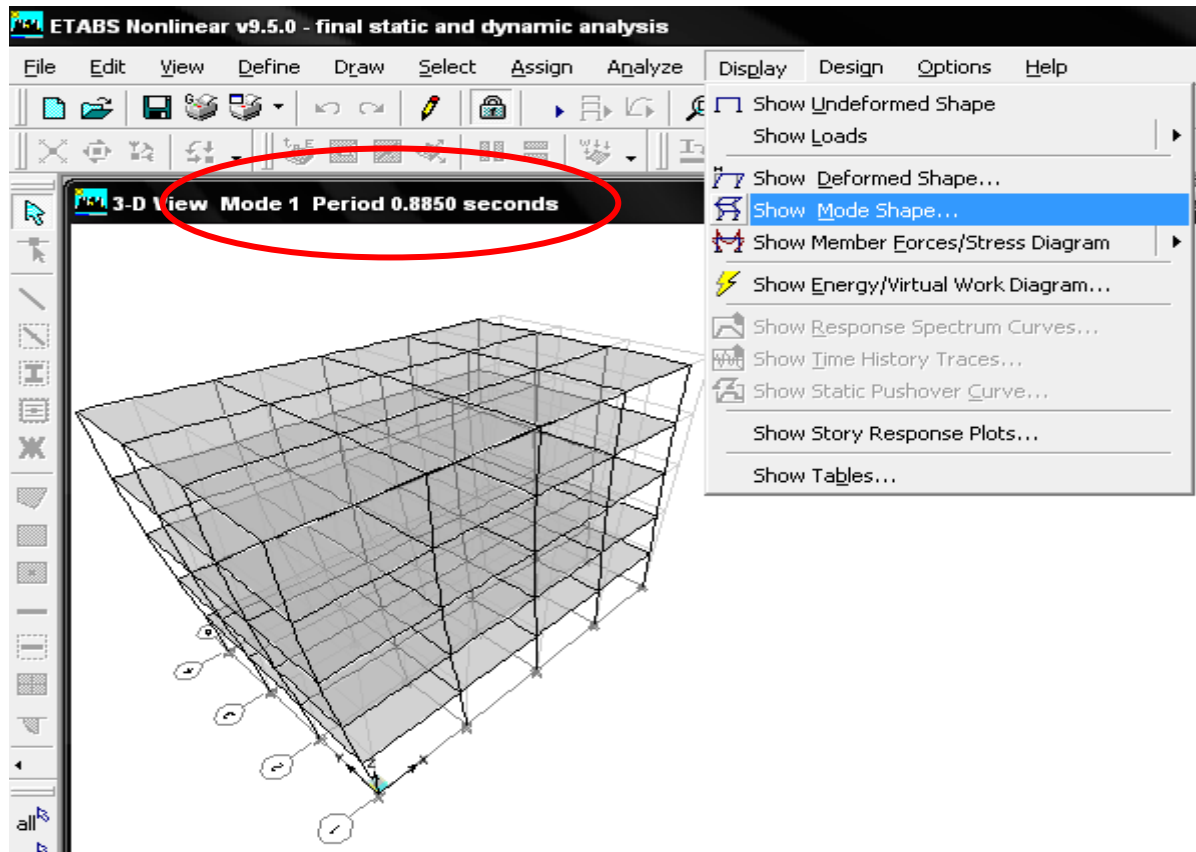 ETABS Nonlinear v9.5.0 - final static and dynamic analysis
File Edit View Define Draw Select Assign Analyze Display Design Options Help
3-D View Mode 1 Period 0.8850 seconds
Show Undeformed Shape
Show Loads
Show Deformed Shape...
Show Mode Shape...
Show Member Forces/Stress Diagram
Show Energy/Virtual Work Diagram...
Show Response Spectrum Curves...
Show Time History Traces...
Show Static Pushover Curve...
Show Story Response Plots...
Show Tables...
Z
Y X
all